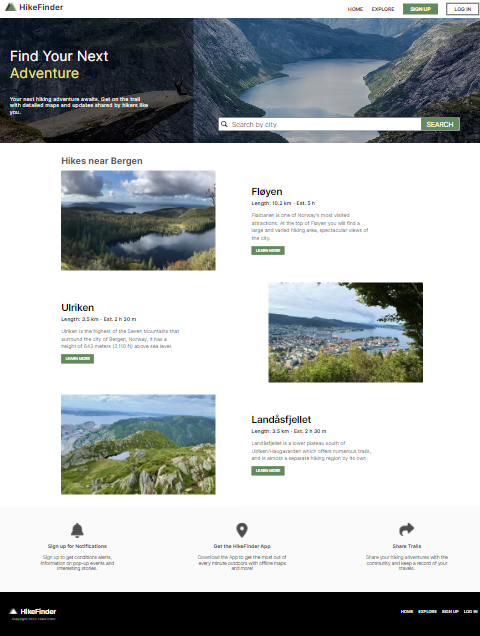 HikeFinder
HOME EXPLORE SIGN UP LOG IN
Find Your Next
Adventure
Your next hiking adventure awaits. Get on the trail
with detailed maps and updates shared by hikers like
you.
Search by city SEARCH
Hikes near Bergen
Fløyen
Length: 10.2 km - Est. 5 h
Fløibanen is one of Norway's most visited
attractions. At the top of Fløyen you will find a
large and varied hiking area, spectacular views of
the city.
LEARN MORE
Ulriken
Length: 3.5 km - Est. 2 h 30 m
Ulriken is the highest of the Seven Mountains that
surround the city of Bergen, Norway. It has a
height of 643 meters (2,110 ft) above sea level.
LEARN MORE
Landåsfjellet
Length: 3.5 km - Est. 2 h 30 m
Landåsfjellet is a lower plateau south of
Ulriken/Haugavarden which offers numerous trails,
and is almost a separate hiking region by its own.
LEARN MORE
Sign up for Notifications
Sign up to get conditions alerts,
information on pop-up events and
interesting stories.
Get the HikeFinder App
Download the App to get the most out of
every minute outdoors with offline maps
and more!
Share Trails
Share your hiking adventures with the
community and keep a record of your
travels.
HikeFinder
HOME EXPLORE SIGN UP LOG IN
Copyright 2021 HikeFinder